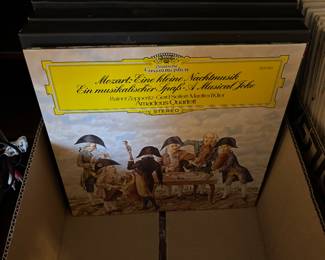 Deutsche
Grammophon
Mozart: Eine kleine Nachtmusik
Ein musikalischer Spaß · A Musical Joke
Rainer Zepperitz · Gerd Seifert · Manfred Klier
Amadeus-Quartett
STEREO